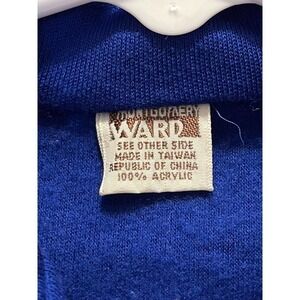 MONTGOMERY
WARD
SEE OTHER SIDE
MADE IN TAIWAN
REPUBLIC OF CHINA
100% ACRYLIC